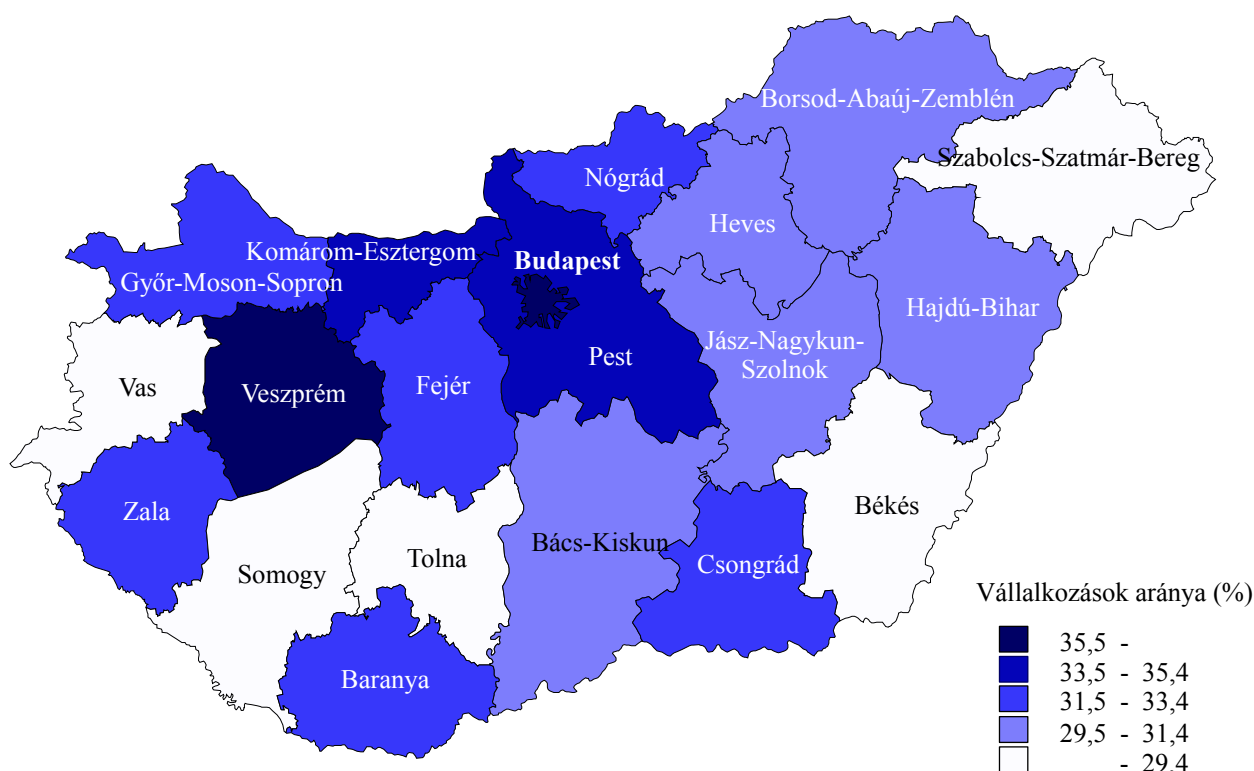 Borsod-Abaúj-Zemblén
Szabolcs-Szatmár-Bereg
Nógrád
Heves
Komárom-Esztergom
Budapest
Győr-Moson-Sopron
Hajdú-Bihar
Jász-Nagykun-
Szolnok
Pest
Vas
Veszprém
Fejér
Zala
Békés
Bács-Kiskun
Tolna
Csongrád
Somogy
Baranya
Vállalkozások aránya (%)
35,5 -
33,5 - 35,4
31,5 - 33,4
29,5 - 31,4
- 29,4